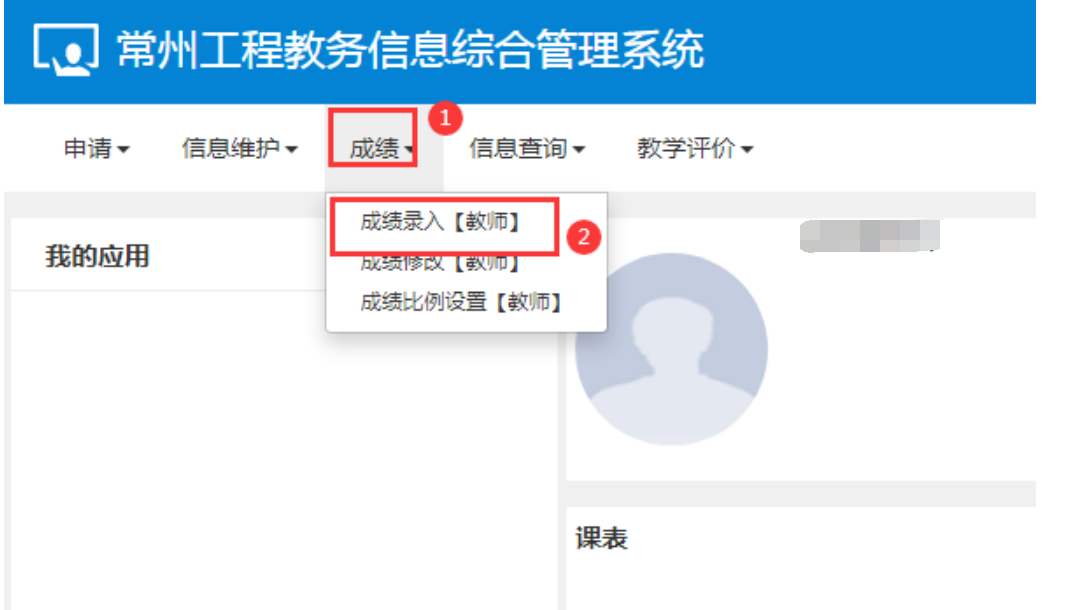 常州工程教务信息综合管理系统
申请 信息维护 成绩 1 信息查询 教学评价
成绩录入【教师】 2
成绩修改【教师】
成绩比例设置【教师】
我的应用
课表